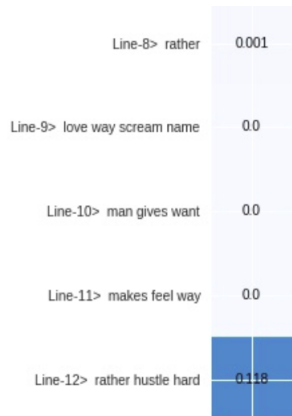 Line-8> rather 0.001
Line-9> love way scream name 0.0
Line-10> man gives want 0.0
Line-11> makes feel way 0.0
Line-12> rather hustle hard 0.118